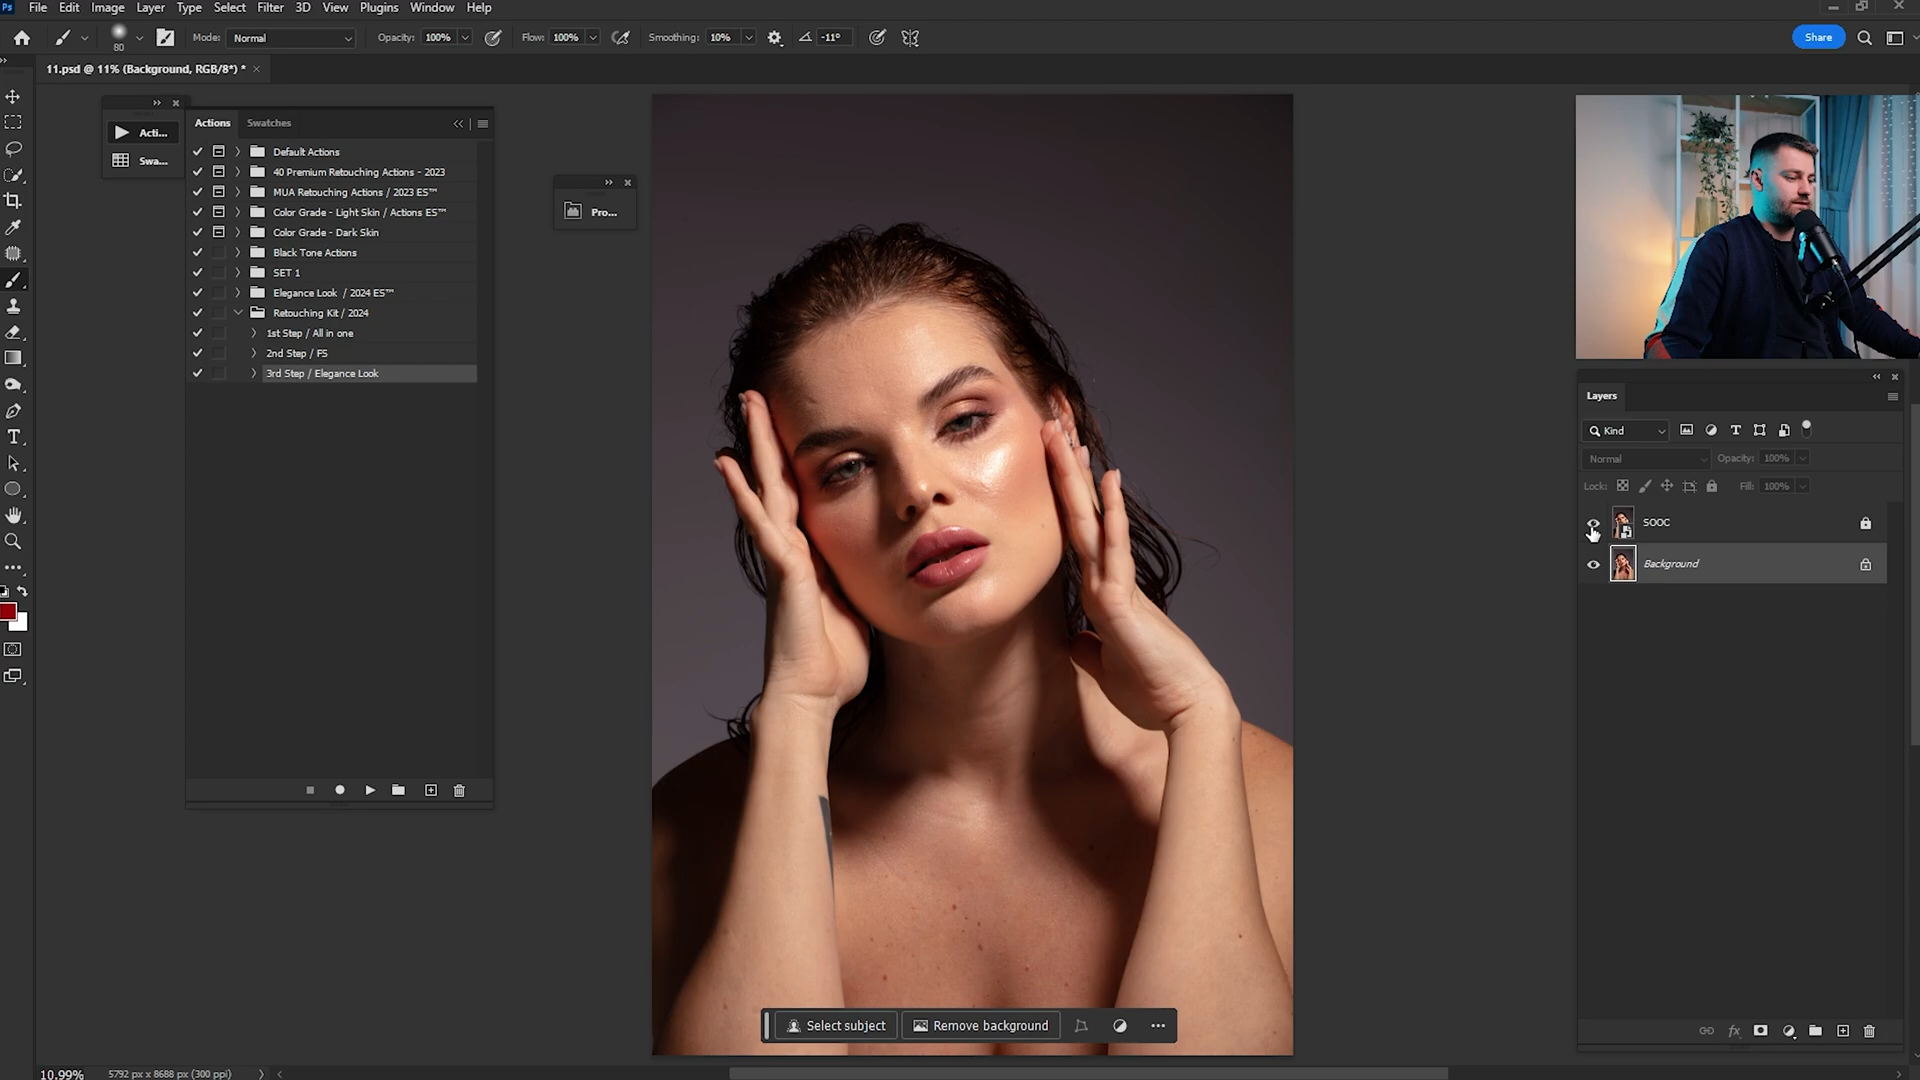 Ps File Edit Image Layer Type Select Filter 3D View Plugins Window Help
80 Mode: Normal Opacity: 100% Flow: 100% Smoothing: 10% -11° Share
11.psd @ 11% (Background, RGB/8*) *
Acti...
Swa...
Actions Swatches
Default Actions
40 Premium Retouching Actions - 2023
MUA Retouching Actions / 2023 ES™
Color Grade - Light Skin / Actions ES™
Color Grade - Dark Skin
Black Tone Actions
SET 1
Elegance Look / 2024 ES™
Retouching Kit / 2024
1st Step / All in one
2nd Step / FS
3rd Step / Elegance Look
Pro...
Layers
Kind
Normal Opacity: 100%
Lock: Fill: 100%
SOOC
Background
fx
Select subject Remove background
10.99% 5792 px x 8688 px (300 ppi)